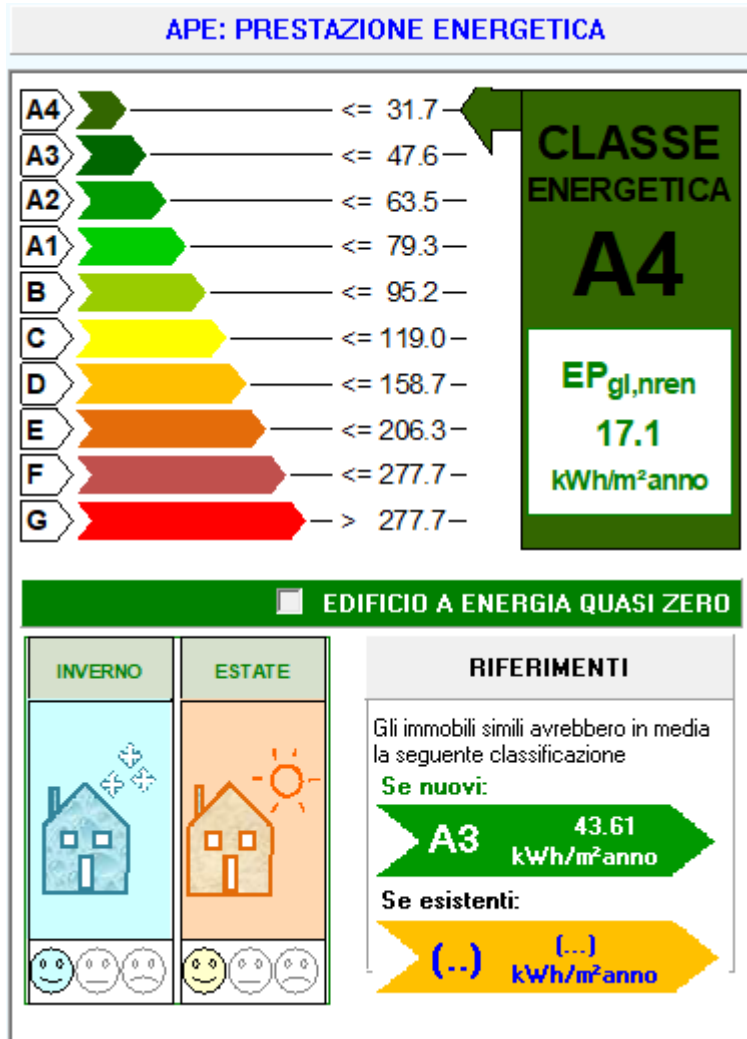 APE: PRESTAZIONE ENERGETICA
A4 <= 31.7
A3 <= 47.6
A2 <= 63.5
A1 <= 79.3
B <= 95.2
C <= 119.0
D <= 158.7
E <= 206.3
F <= 277.7
G > 277.7
CLASSE
ENERGETICA
A4
EPgl,nren
17.1
kWh/m²anno
EDIFICIO A ENERGIA QUASI ZERO
INVERNO
ESTATE
RIFERIMENTI
Gli immobili simili avrebbero in media
la seguente classificazione
Se nuovi:
A3 43.61
kWh/m²anno
Se esistenti:
(..) (...)
kWh/m²anno